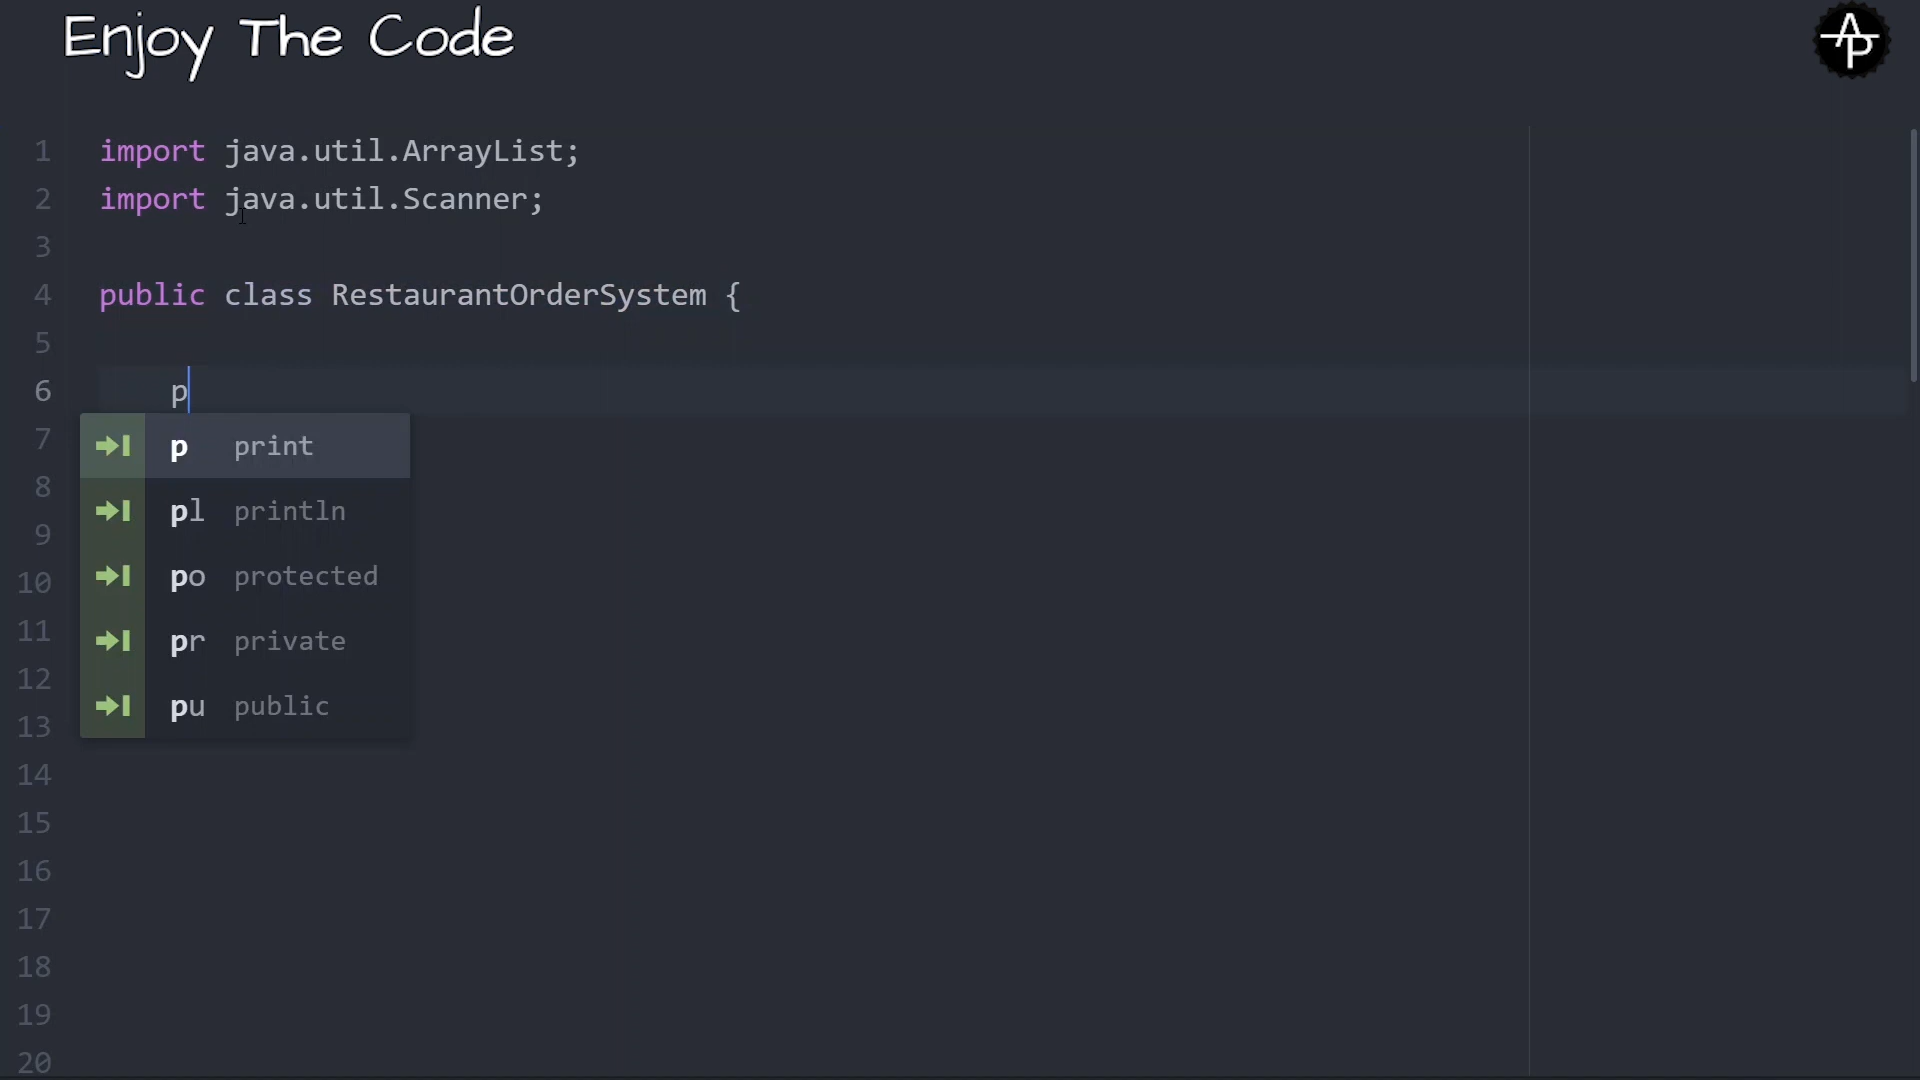 Enjoy The Code
AP
1 import java.util.ArrayList;
2 import java.util.Scanner;
3
4 public class RestaurantOrderSystem {
5
6 p
7
p print
8
pl println
9
po protected
10
11
pr private
12
pu public
13
14
15
16
17
18
19
20